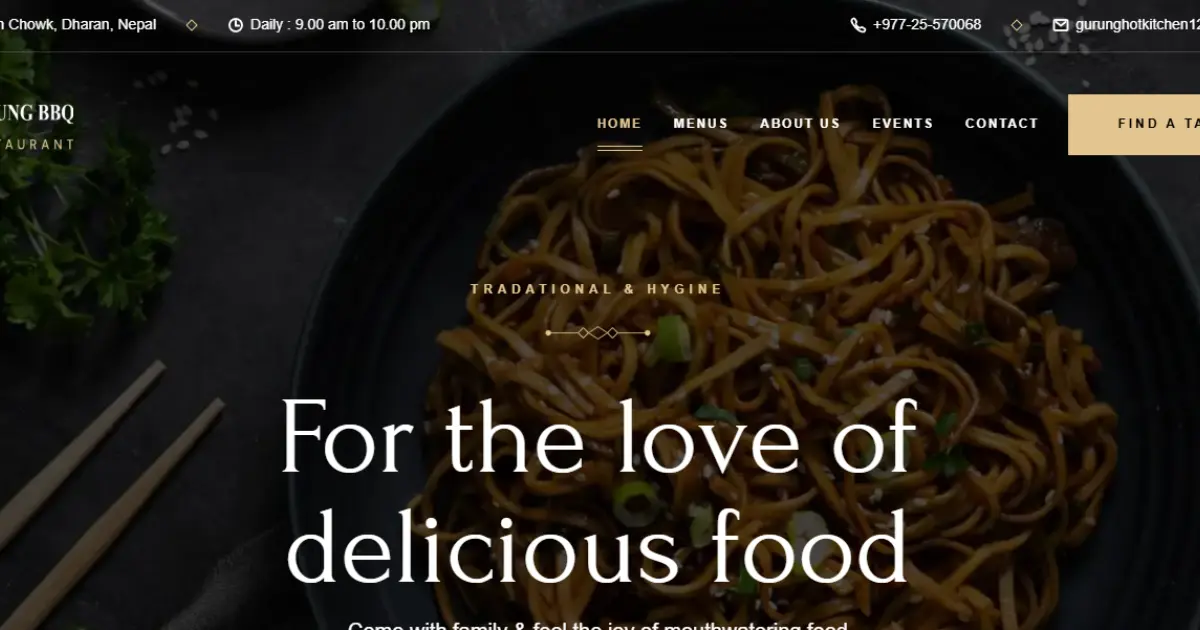 Chowk, Dharan, Nepal
Daily : 9.00 am to 10.00 pm
+977-25-570068
gurunghotkitchen12
UNG BBQ
TAURANT
HOME
MENUS
ABOUT US
EVENTS
CONTACT
FIND A TA
TRADATIONAL & HYGINE
For the love of
delicious food
Come with family & feel the joy of mouthwatering food